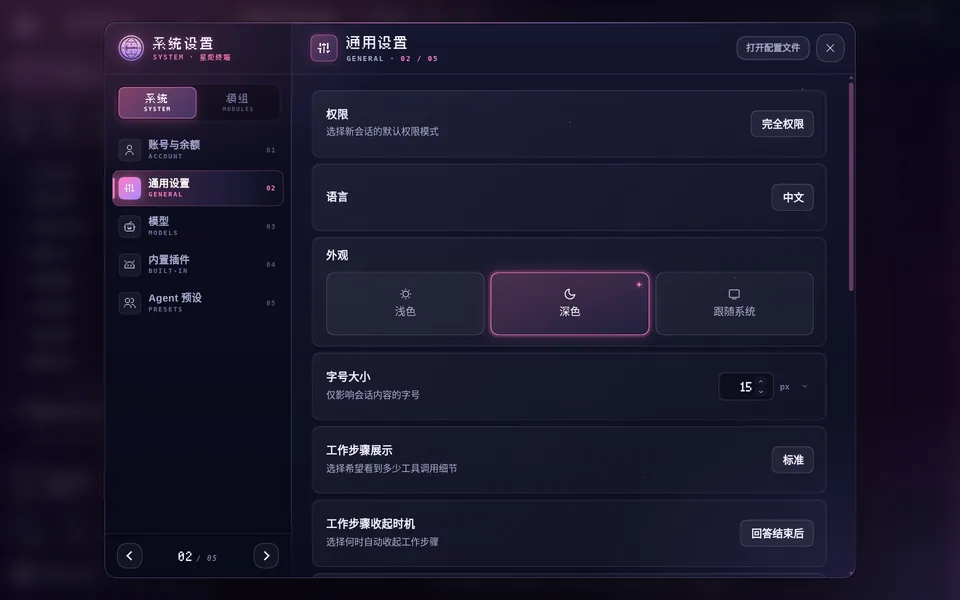 系统设置
SYSTEM · 星炬终端
系统
SYSTEM
模组
MODULES
账号与余额
ACCOUNT
01
通用设置
GENERAL
02
模型
MODELS
03
内置插件
BUILT-IN
04
Agent 预设
PRESETS
05
02 / 05
通用设置
GENERAL · 02 / 05
打开配置文件
权限
选择新会话的默认权限模式
完全权限
语言
中文
外观
浅色
深色
跟随系统
字号大小
仅影响会话内容的字号
15
px
工作步骤展示
选择希望看到多少工具调用细节
标准
工作步骤收起时机
选择何时自动收起工作步骤
回答结束后